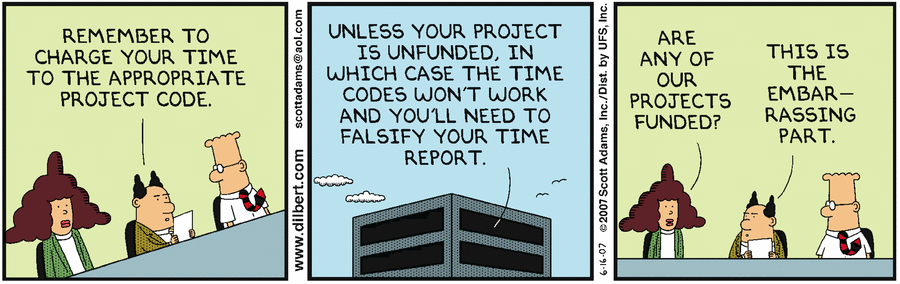 REMEMBER TO
CHARGE YOUR TIME
TO THE APPROPRIATE
PROJECT CODE.
www.dilbert.com scottadams@aol.com
UNLESS YOUR PROJECT
IS UNFUNDED, IN
WHICH CASE THE TIME
CODES WON'T WORK
AND YOU'LL NEED TO
FALSIFY YOUR TIME
REPORT.
6-16-07 ©2007 Scott Adams, Inc./Dist. by UFS, Inc.
ARE
ANY OF
OUR
PROJECTS
FUNDED?
THIS IS
THE
EMBAR-
RASSING
PART.